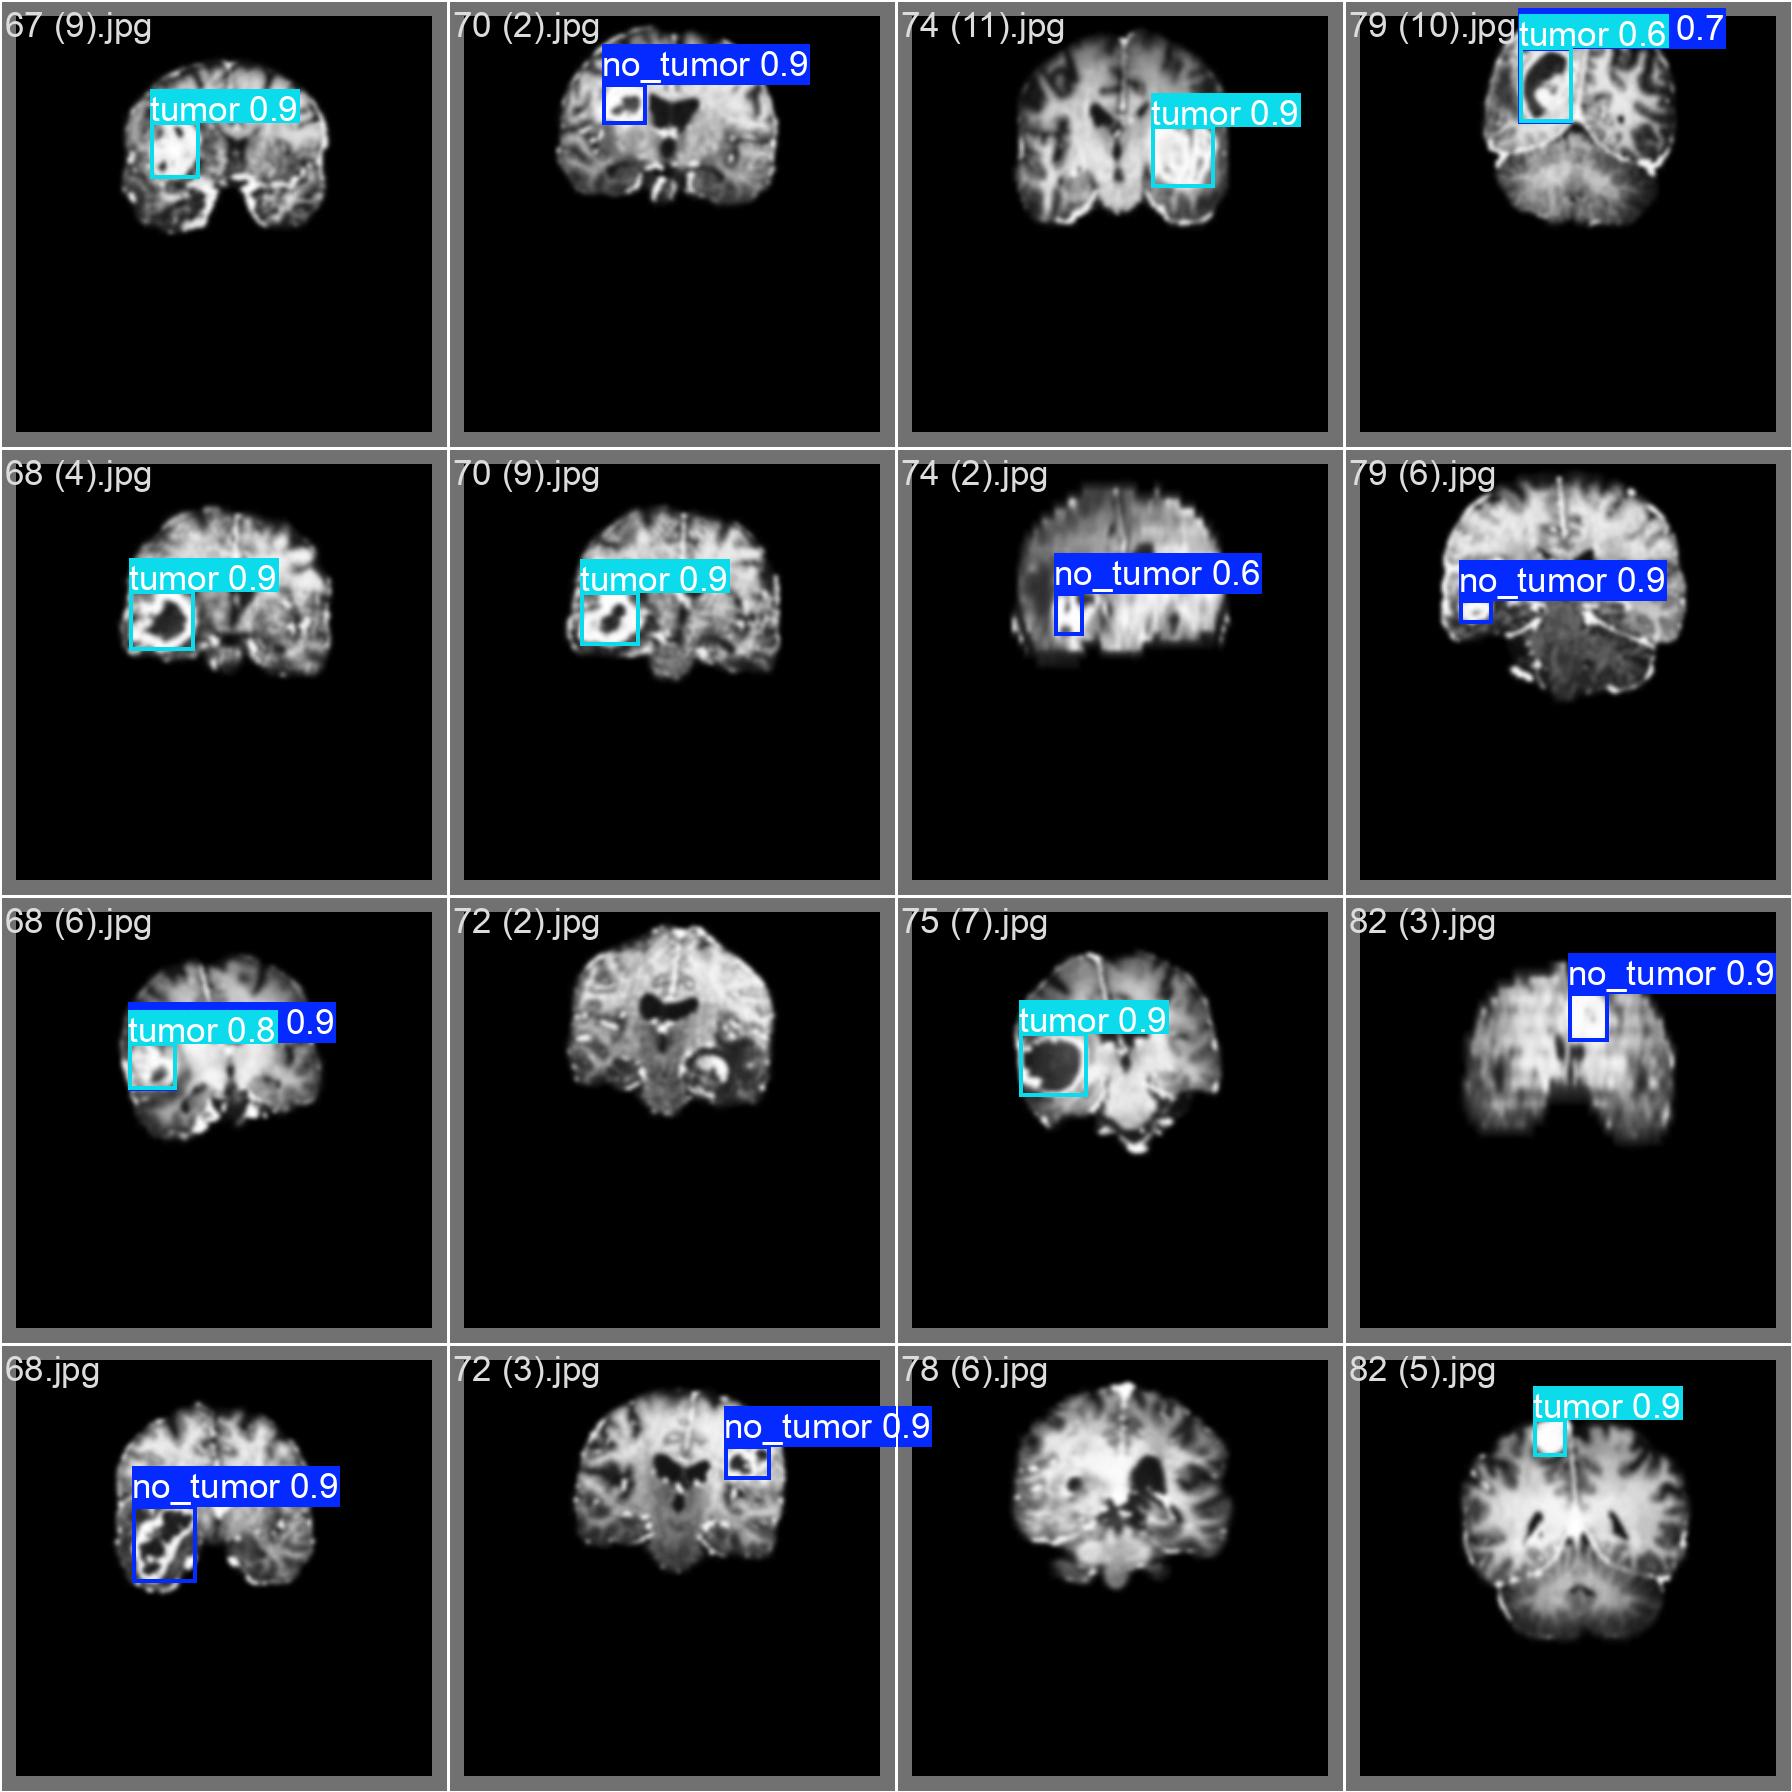 67 (9).jpg
tumor 0.9
70 (2).jpg
no_tumor 0.9
74 (11).jpg
tumor 0.9
79 (10).jpg
tumor 0.6
0.7
68 (4).jpg
tumor 0.9
70 (9).jpg
tumor 0.9
74 (2).jpg
no_tumor 0.6
79 (6).jpg
no_tumor 0.9
68 (6).jpg
tumor 0.8
0.9
72 (2).jpg
75 (7).jpg
tumor 0.9
82 (3).jpg
no_tumor 0.9
68.jpg
no_tumor 0.9
72 (3).jpg
no_tumor 0.9
78 (6).jpg
82 (5).jpg
tumor 0.9